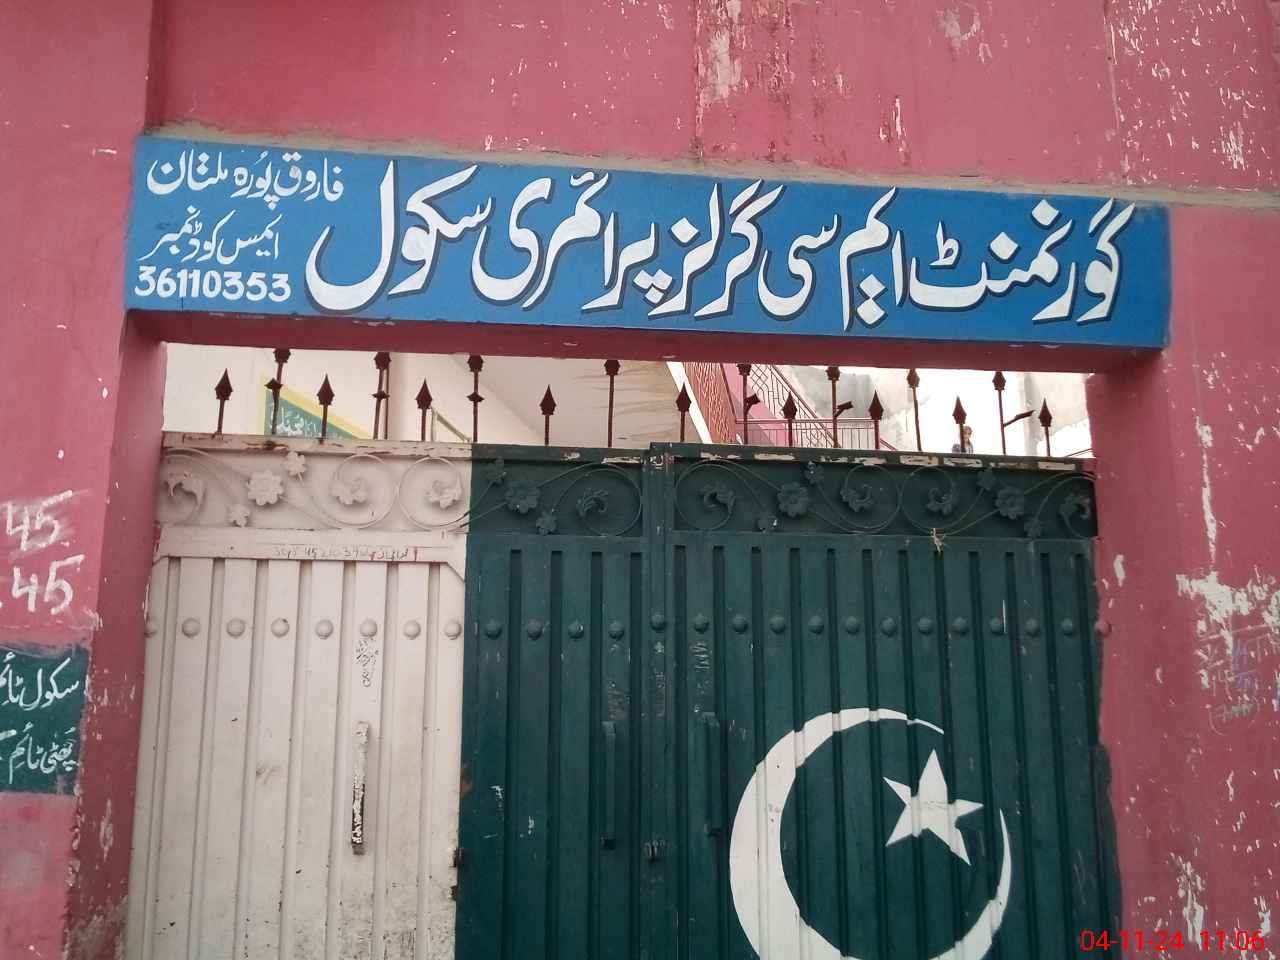 گورنمنٹ ایم سی گرلز پرائمری سکول
فاروق پورہ ملتان
ایمس کوڈ نمبر
36110353
45
45
سکول ٹائم
چھٹی ٹائم
04-11-24 11:06